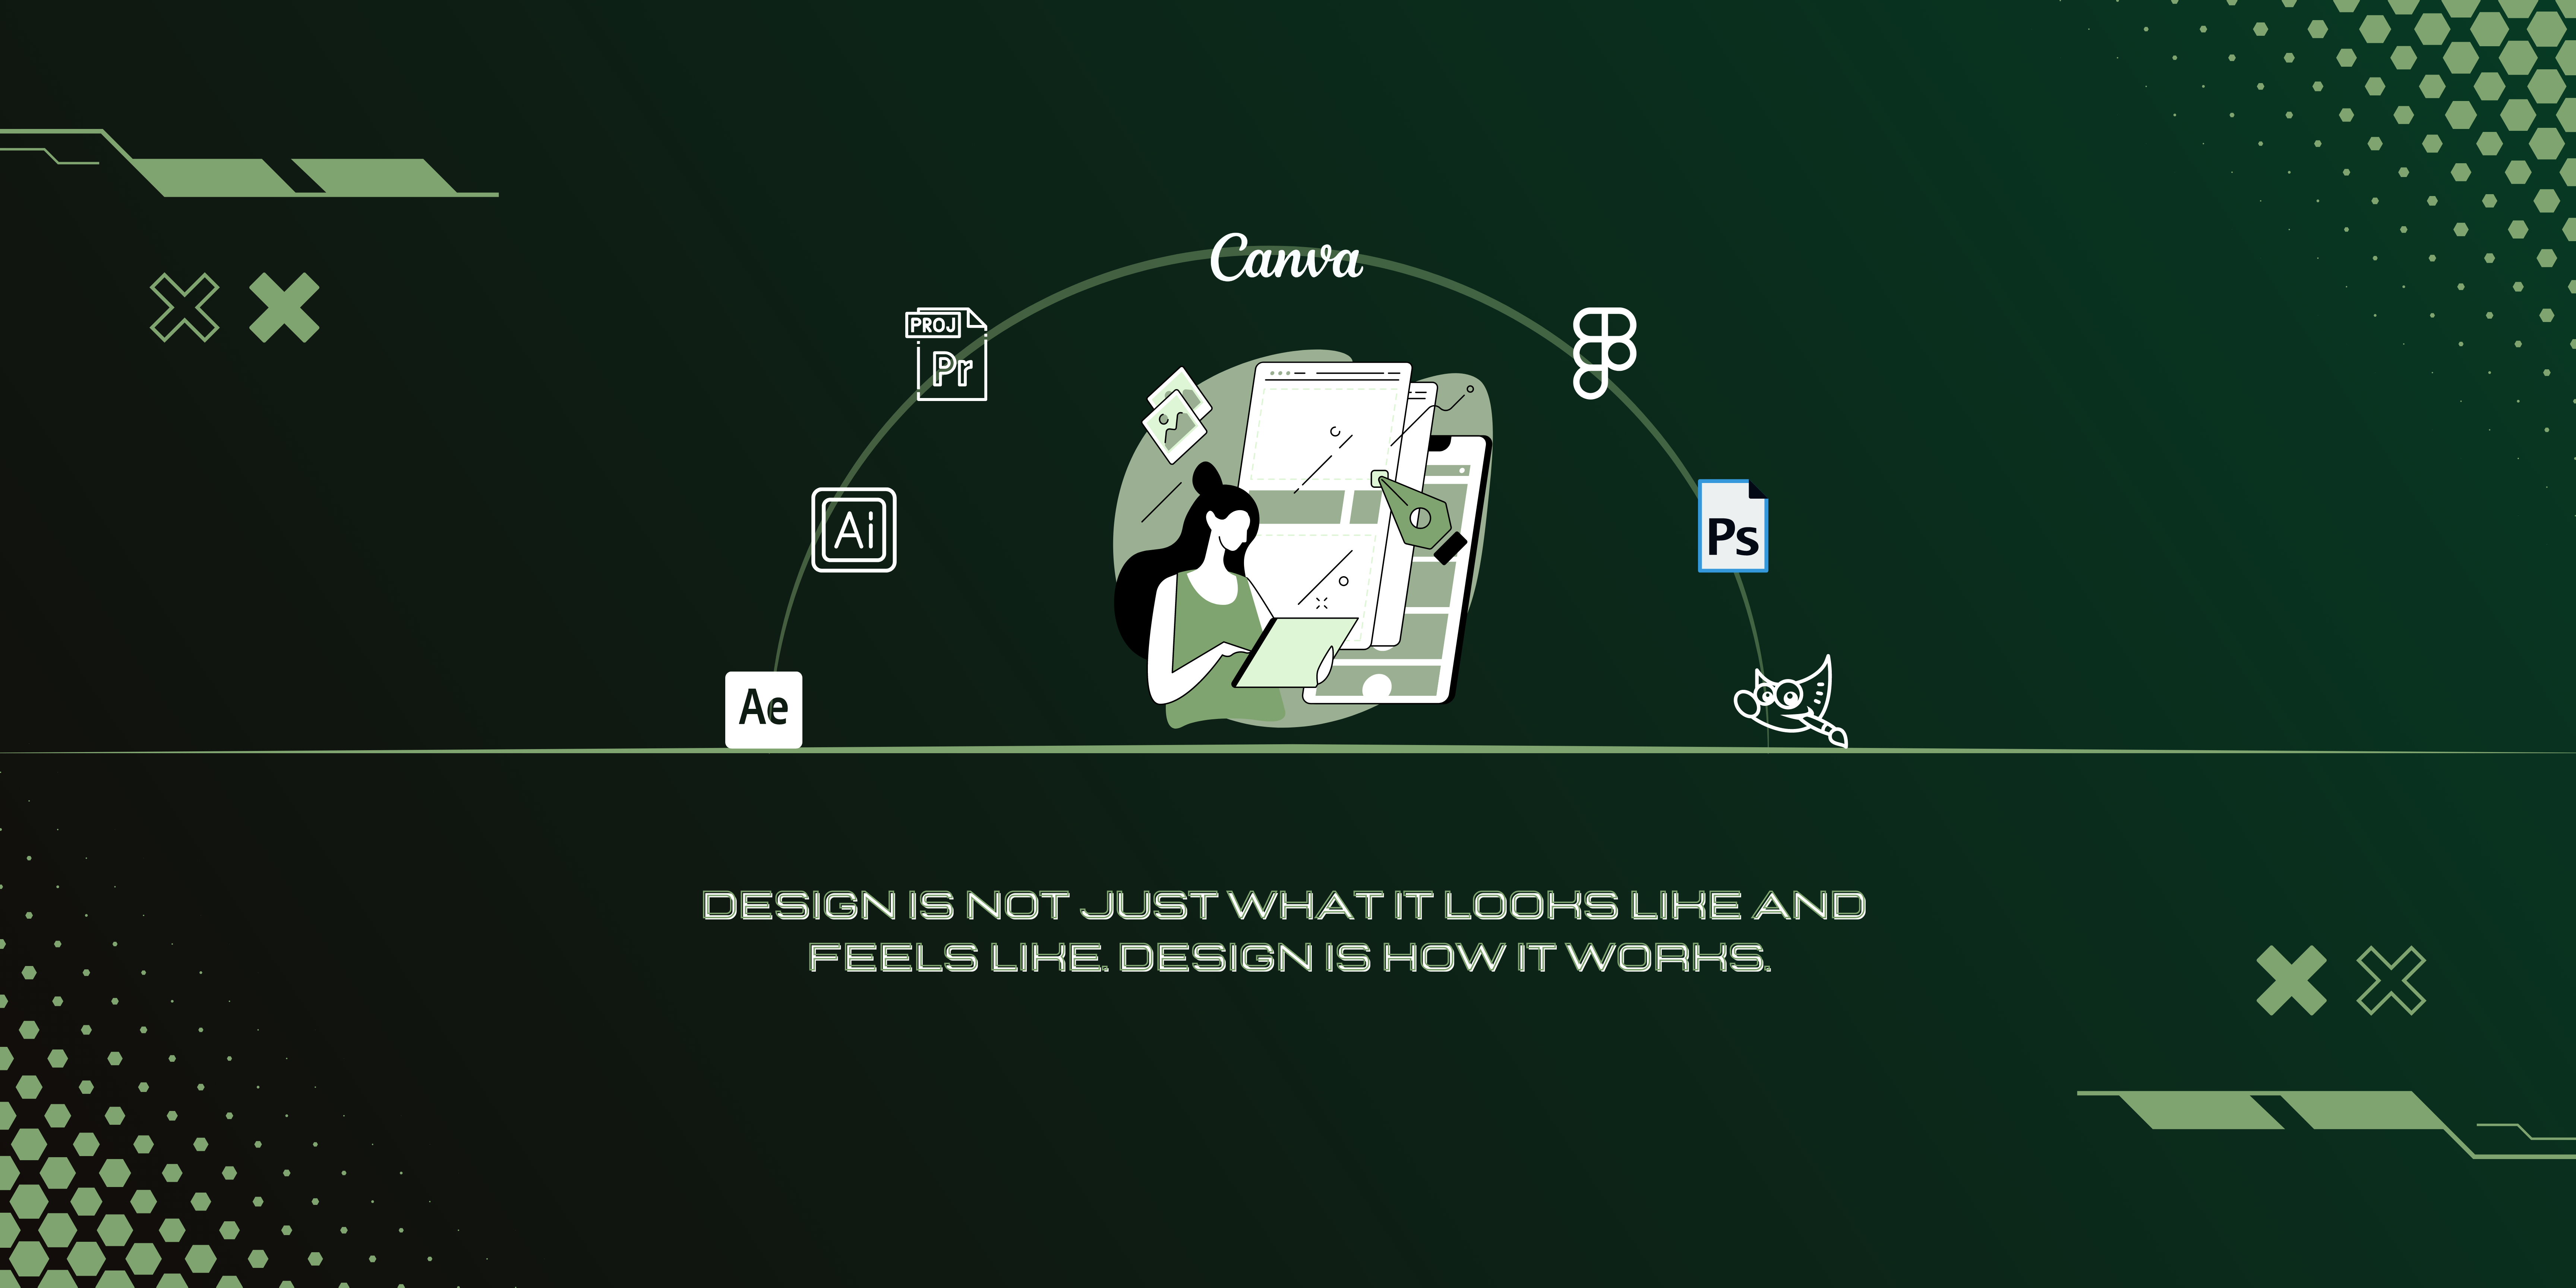 Canva
PROJ
Pr
Ai
Ps
Ae
DESIGN IS NOT JUST WHAT IT LOOKS LIKE AND
FEELS LIKE. DESIGN IS HOW IT WORKS.